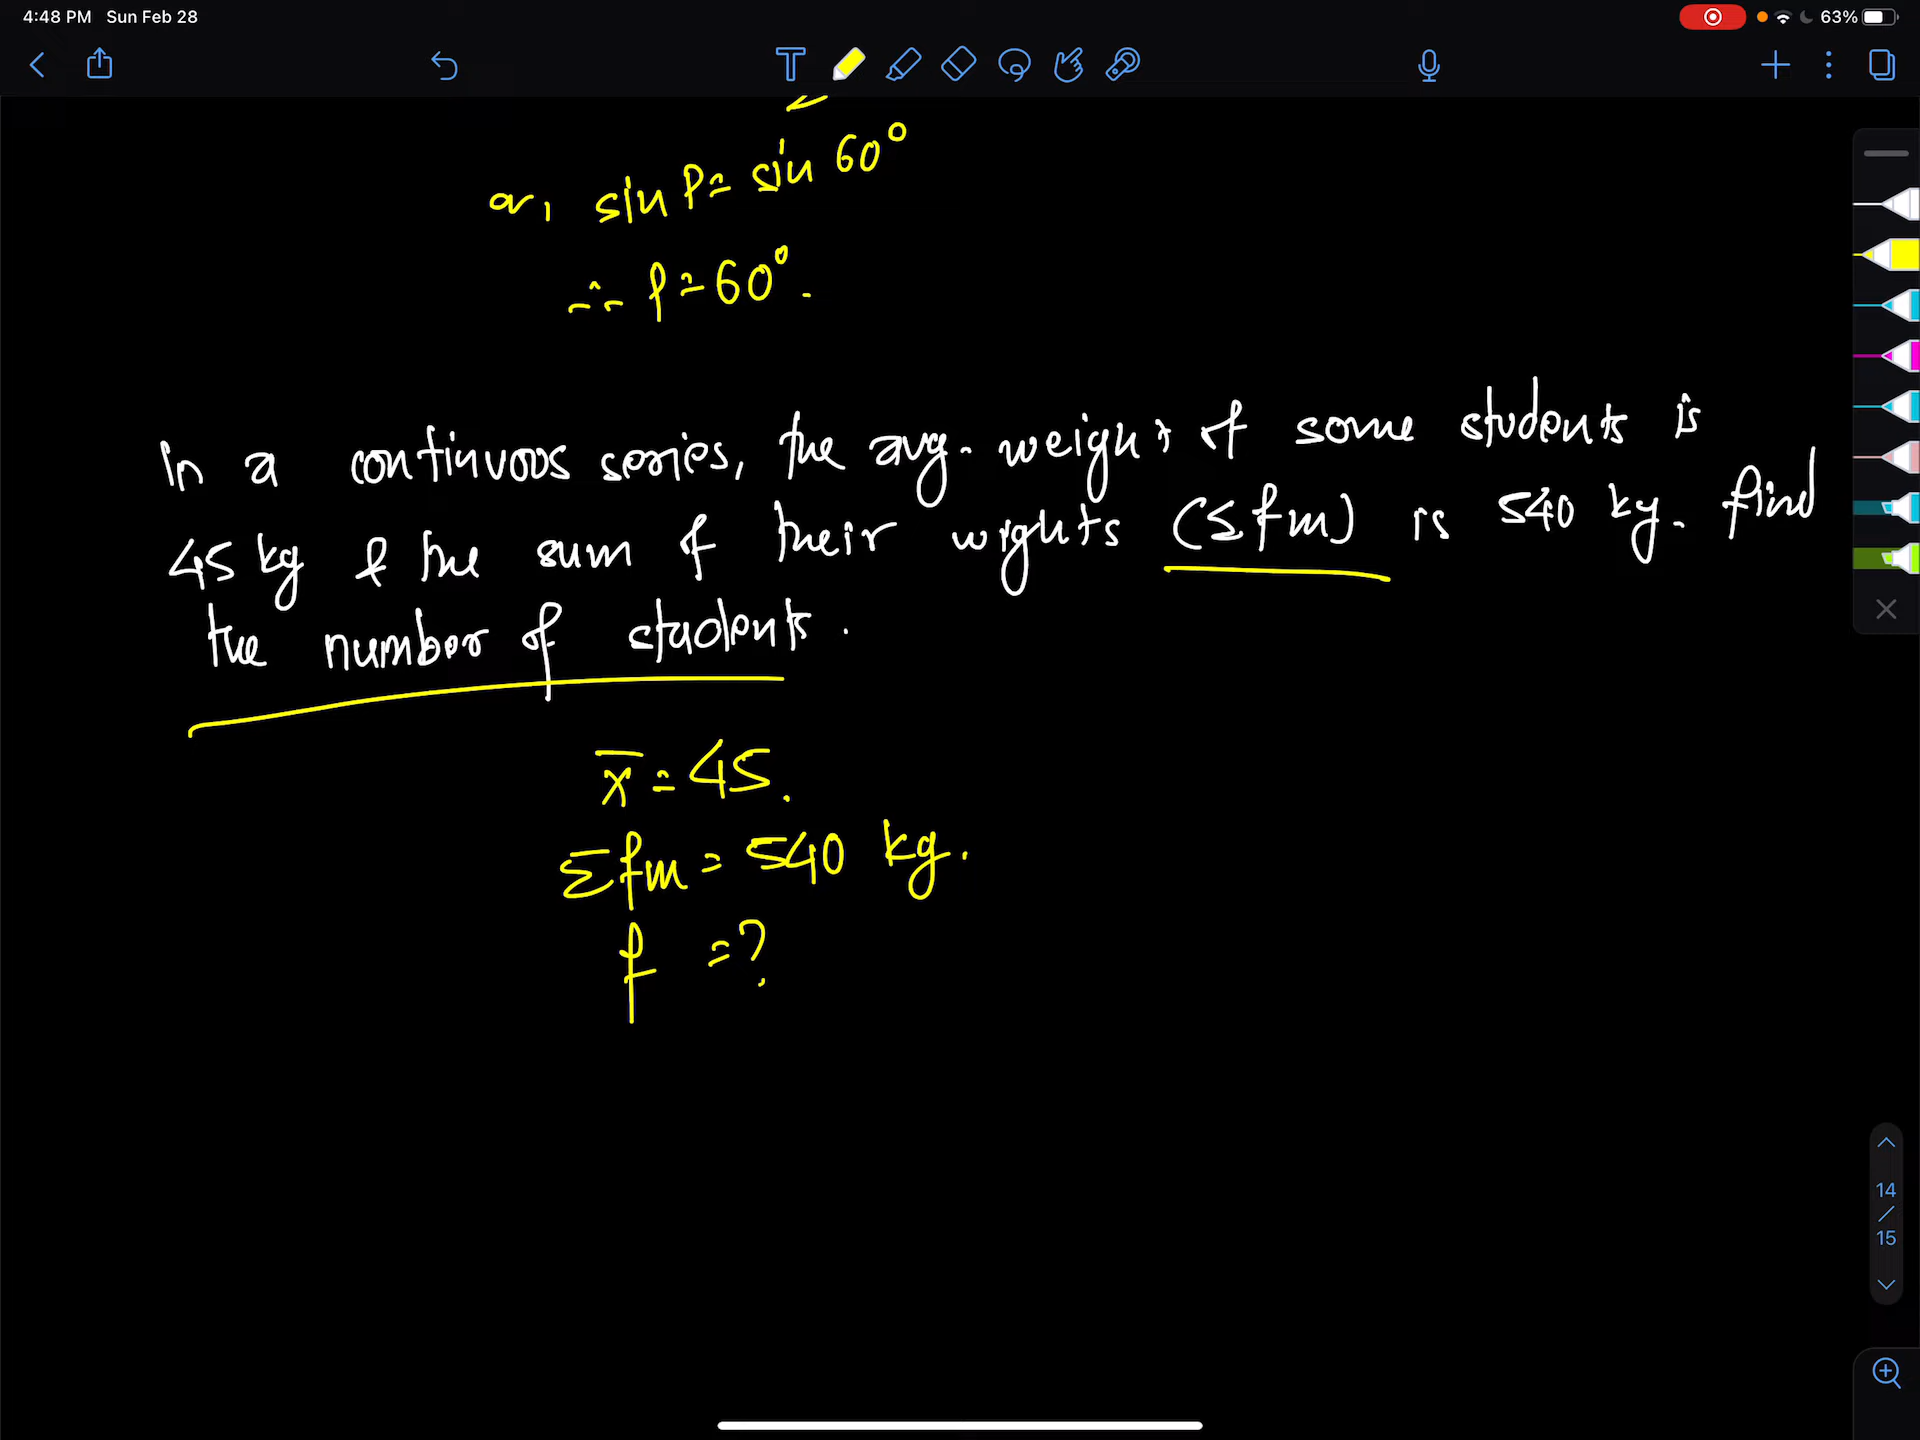 4:48 PM Sun Feb 28
63%
or, sin P = sin 60°
∴ P = 60°.
In a continuous series, the avg. weight of some students is
45 kg & the sum of their wights (Σfm) is 540 kg. find
the number of students.
x̄ = 45.
Σfm = 540 kg.
f = ?
14
/
15